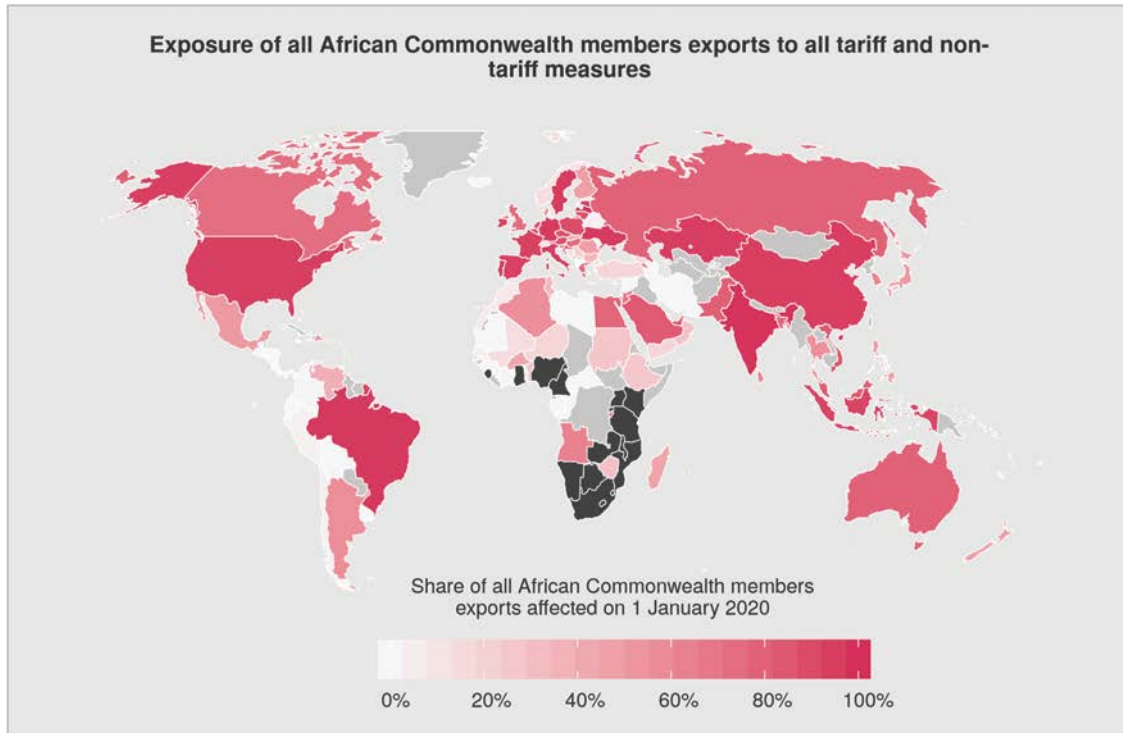 Exposure of all African Commonwealth members exports to all tariff and non-
tariff measures
Share of all African Commonwealth members
exports affected on 1 January 2020
0% 20% 40% 60% 80% 100%